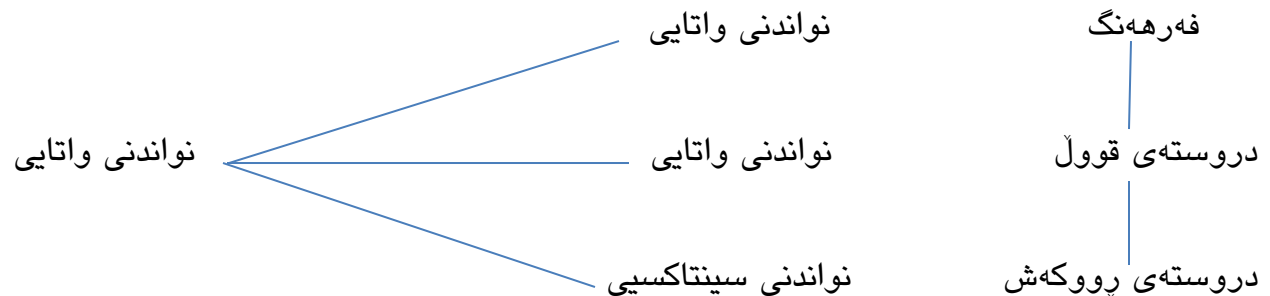 فەرهەنگ نواندنی واتایی
دروستەی قووڵ نواندنی واتایی نواندنی واتایی
دروستەی ڕووکەش نواندنی سینتاکسیی